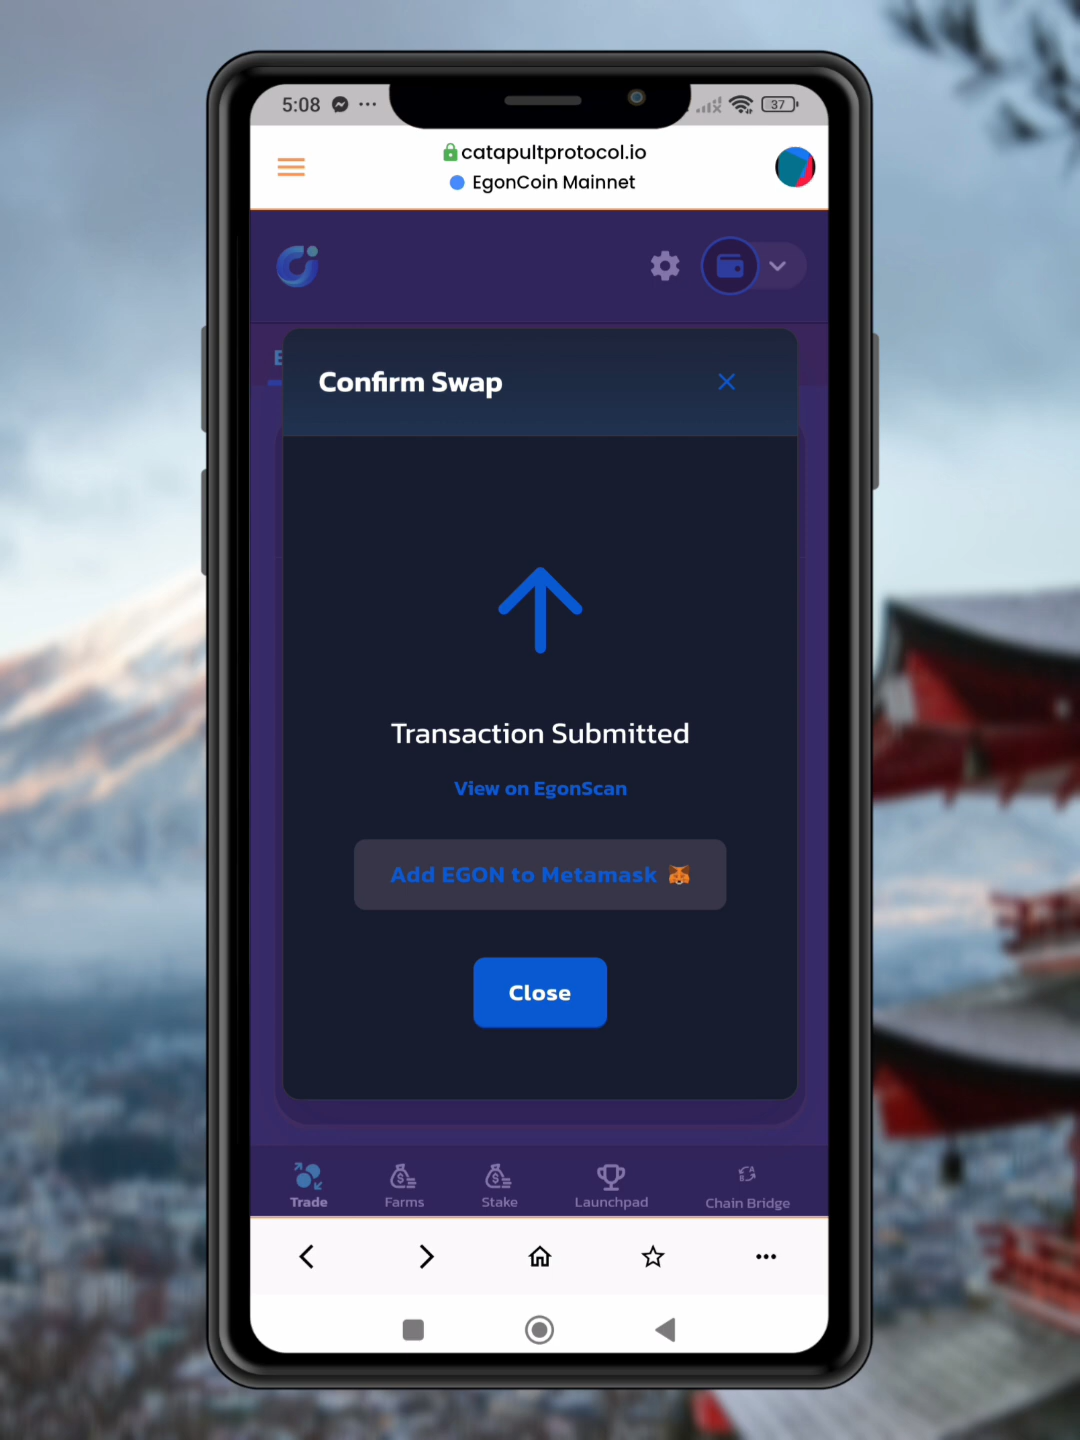 5:08
37
catapultprotocol.io
EgonCoin Mainnet
Confirm Swap
Transaction Submitted
View on EgonScan
Add EGON to Metamask
Close
Trade
Farms
Stake
Launchpad
Chain Bridge